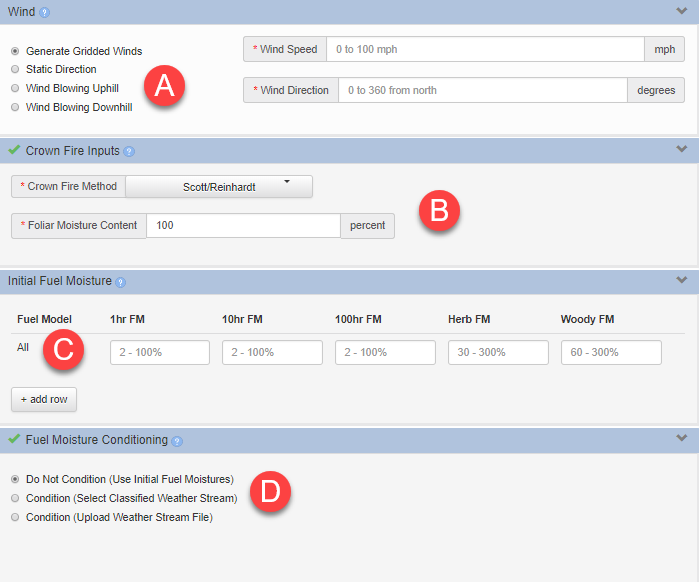 Wind ?
Generate Gridded Winds
Static Direction
Wind Blowing Uphill
Wind Blowing Downhill
A
* Wind Speed 0 to 100 mph mph
* Wind Direction 0 to 360 from north degrees
Crown Fire Inputs ?
* Crown Fire Method Scott/Reinhardt
* Foliar Moisture Content 100 percent
B
Initial Fuel Moisture ?
Fuel Model 1hr FM 10hr FM 100hr FM Herb FM Woody FM
All C 2 - 100% 2 - 100% 2 - 100% 30 - 300% 60 - 300%
+ add row
Fuel Moisture Conditioning ?
Do Not Condition (Use Initial Fuel Moistures)
Condition (Select Classified Weather Stream)
Condition (Upload Weather Stream File)
D